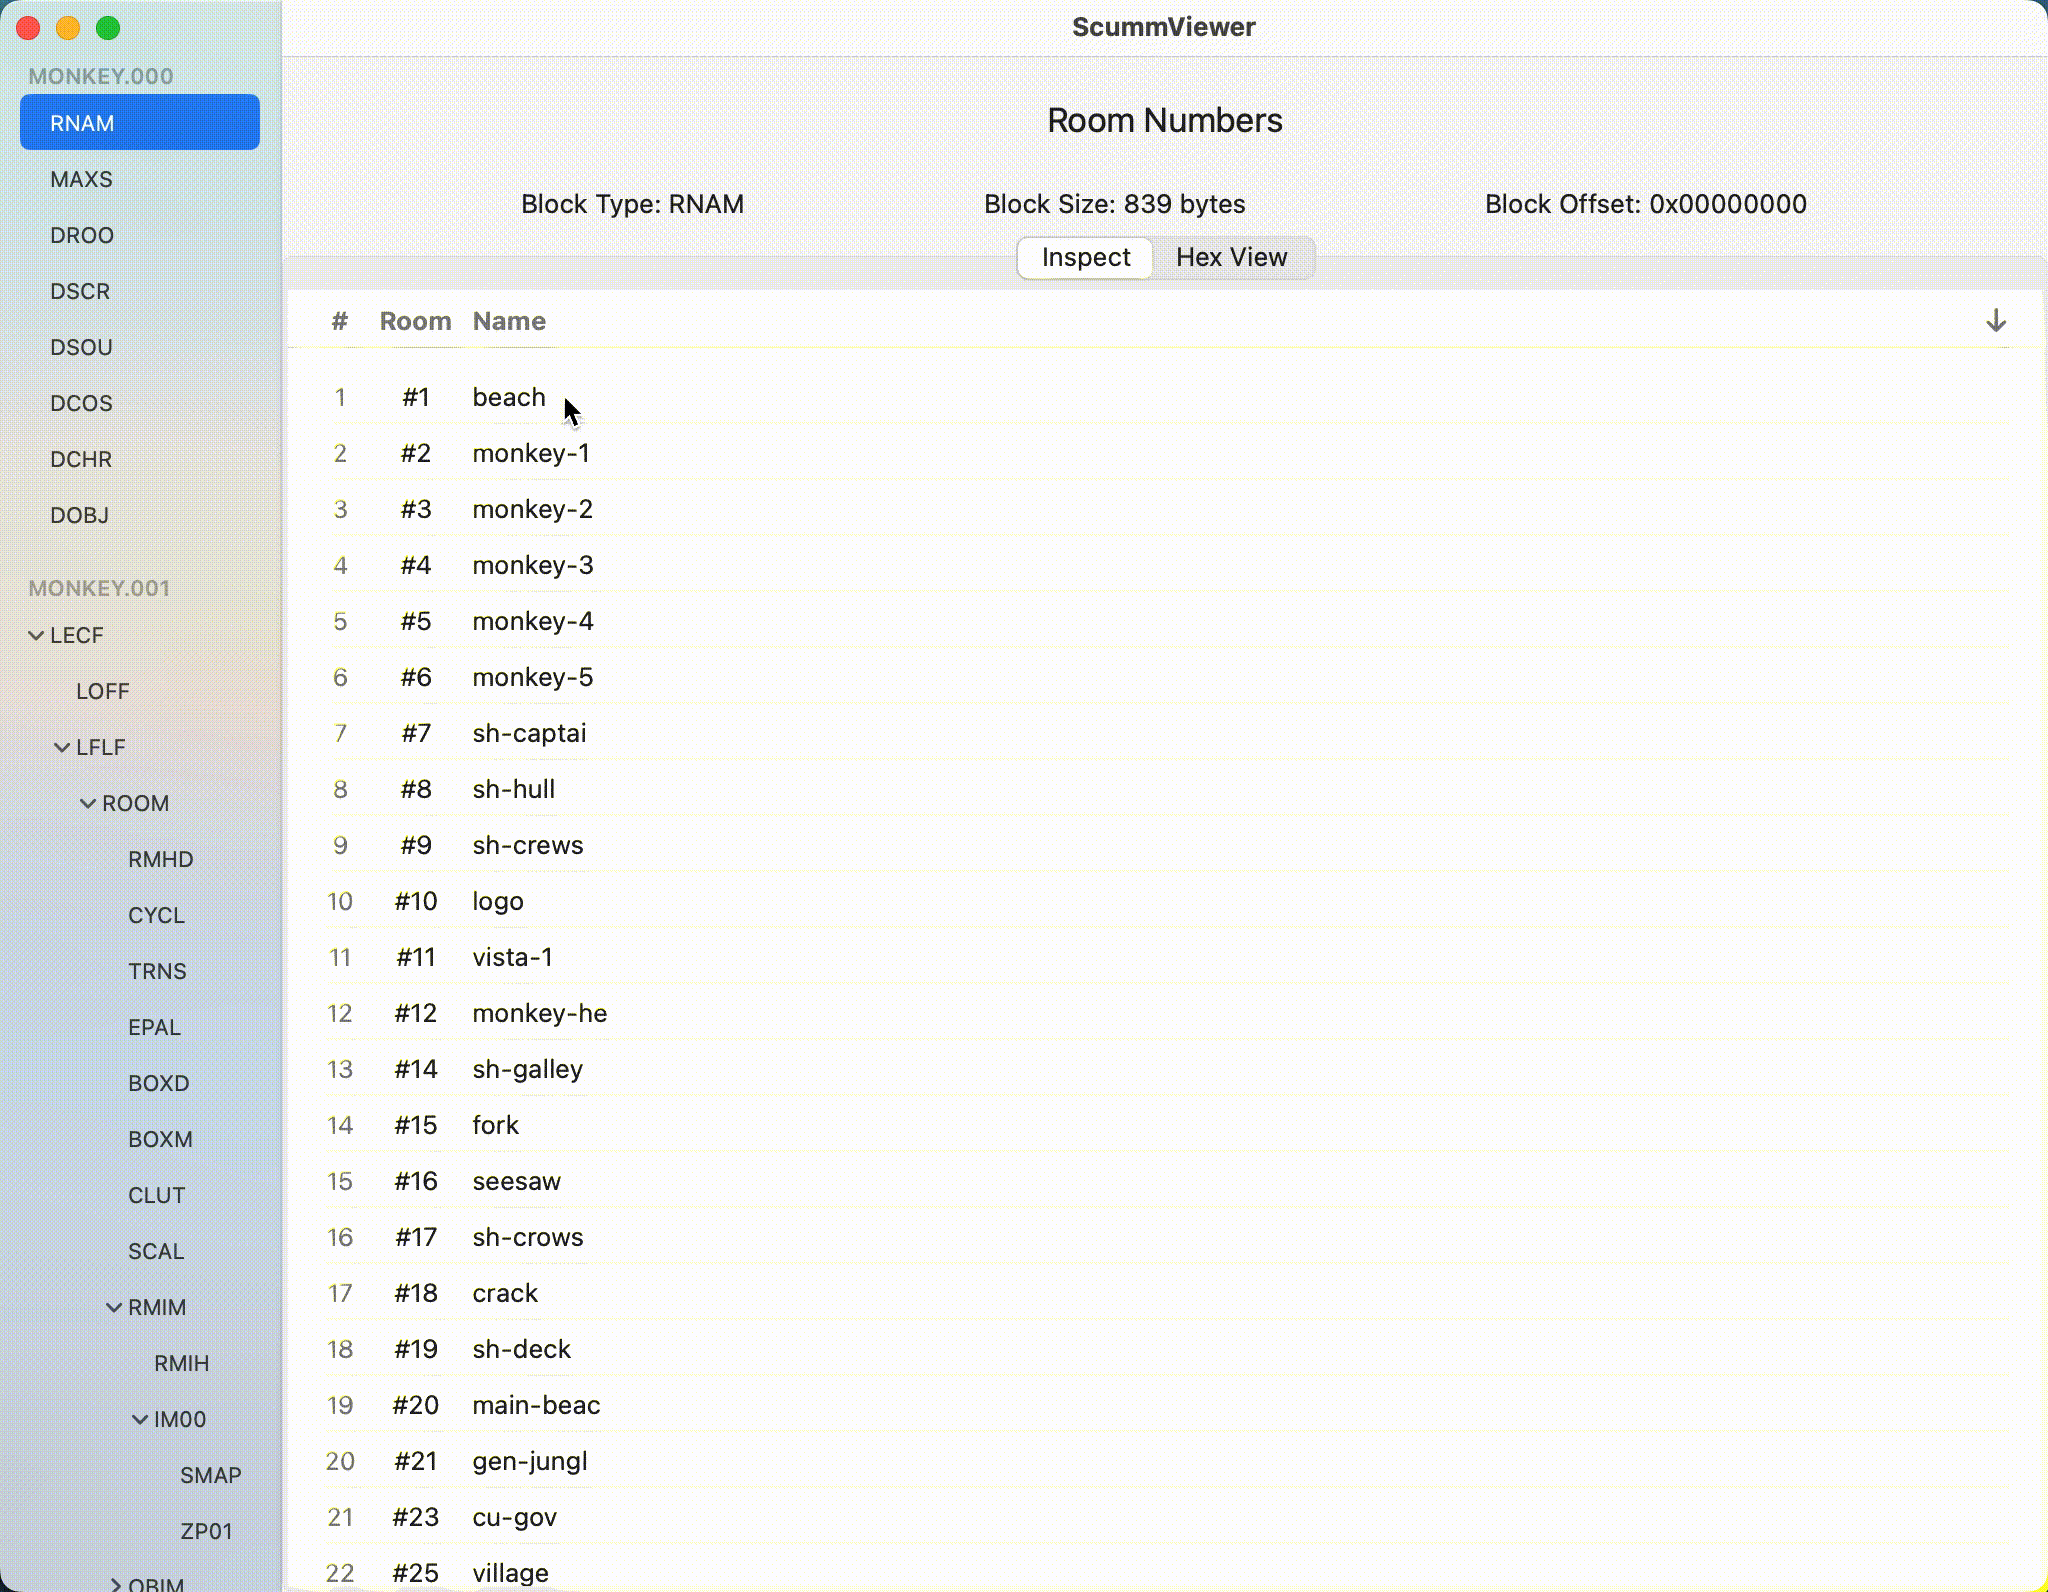 ScummViewer
MONKEY.000
RNAM
MAXS
DROO
DSCR
DSOU
DCOS
DCHR
DOBJ
MONKEY.001
LECF
LOFF
LFLF
ROOM
RMHD
CYCL
TRNS
EPAL
BOXD
BOXM
CLUT
SCAL
RMIM
RMIH
IM00
SMAP
ZP01
OBIM
Room Numbers
Block Type: RNAM Block Size: 839 bytes Block Offset: 0x00000000
Inspect Hex View
# Room Name
1 #1 beach
2 #2 monkey-1
3 #3 monkey-2
4 #4 monkey-3
5 #5 monkey-4
6 #6 monkey-5
7 #7 sh-captai
8 #8 sh-hull
9 #9 sh-crews
10 #10 logo
11 #11 vista-1
12 #12 monkey-he
13 #14 sh-galley
14 #15 fork
15 #16 seesaw
16 #17 sh-crows
17 #18 crack
18 #19 sh-deck
19 #20 main-beac
20 #21 gen-jungl
21 #23 cu-gov
22 #25 village